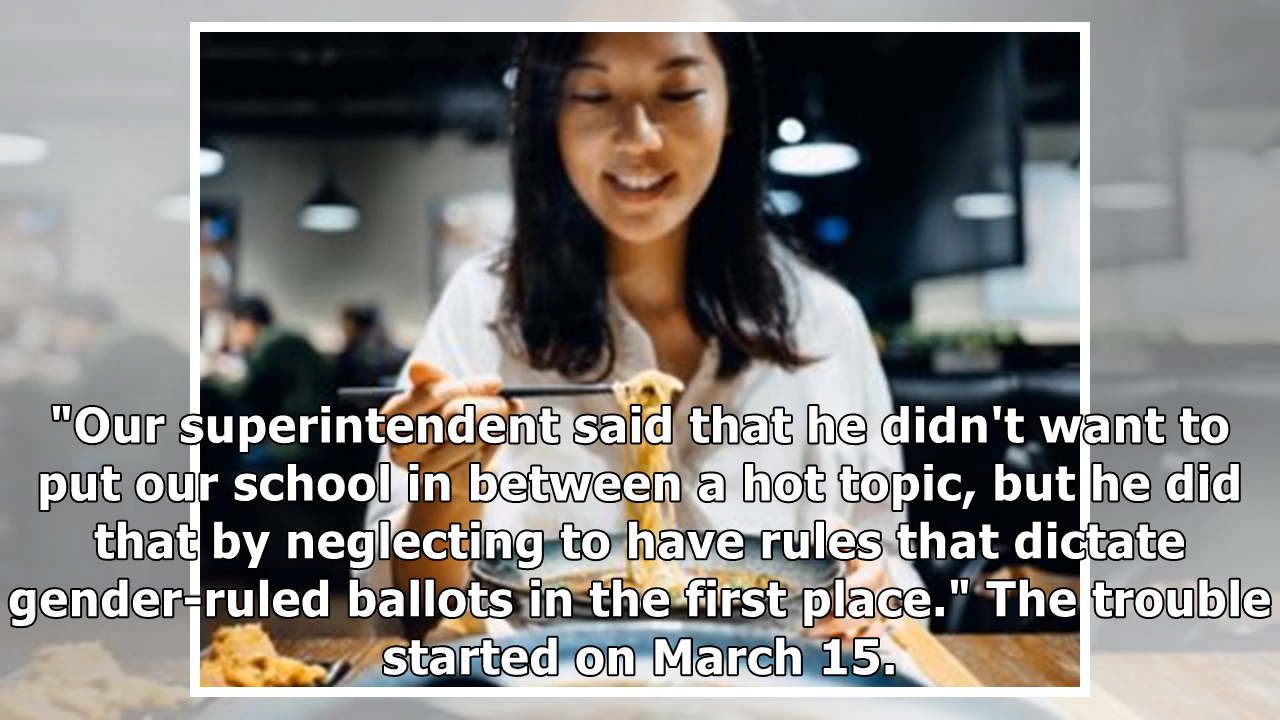 "Our superintendent said that he didn't want to
put our school in between a hot topic, but he did
that by neglecting to have rules that dictate
gender-ruled ballots in the first place." The trouble
started on March 15.